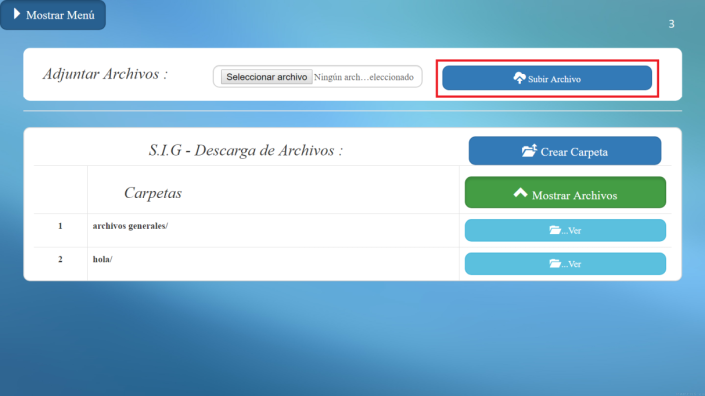 Mostrar Menú
3
Adjuntar Archivos :
Seleccionar archivo Ningún arch…eleccionado
Subir Archivo
S.I.G - Descarga de Archivos :
Crear Carpeta
Carpetas
Mostrar Archivos
1 archivos generales/ ...Ver
2 hola/ ...Ver